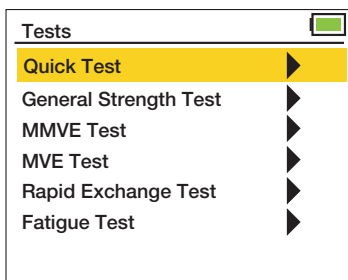 Tests
Quick Test
General Strength Test
MMVE Test
MVE Test
Rapid Exchange Test
Fatigue Test